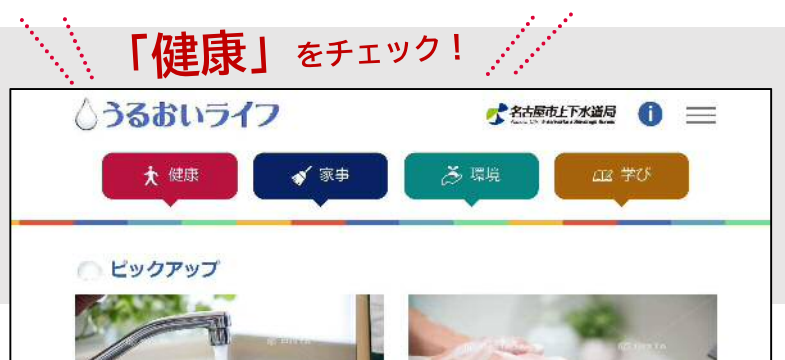 「健康」をチェック！
うるおいライフ
名古屋市上下水道局
健康
家事
環境
学び
ピックアップ